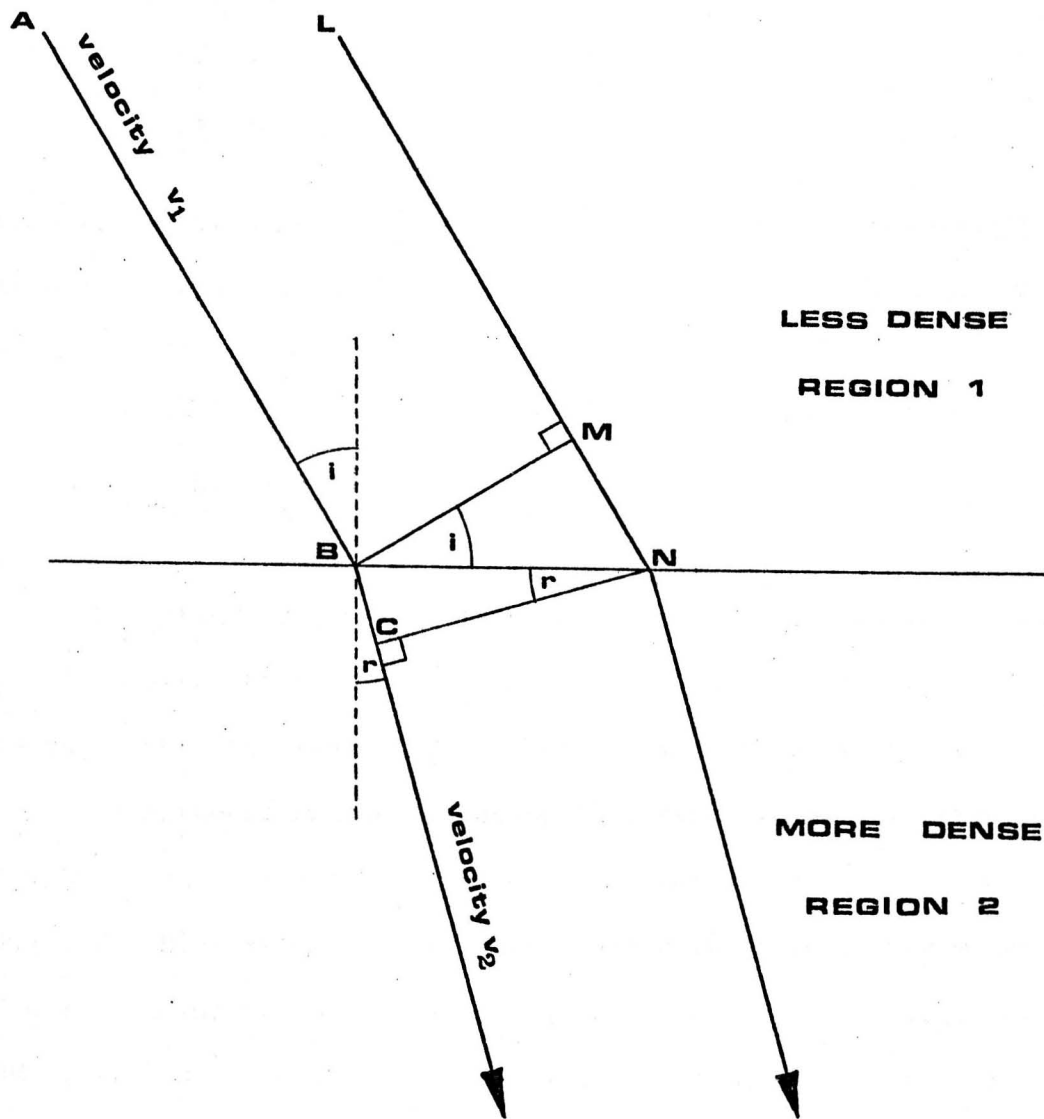 A
L
velocity v1
LESS DENSE
REGION 1
M
i
B
i
N
r
C
r
velocity v2
MORE DENSE
REGION 2